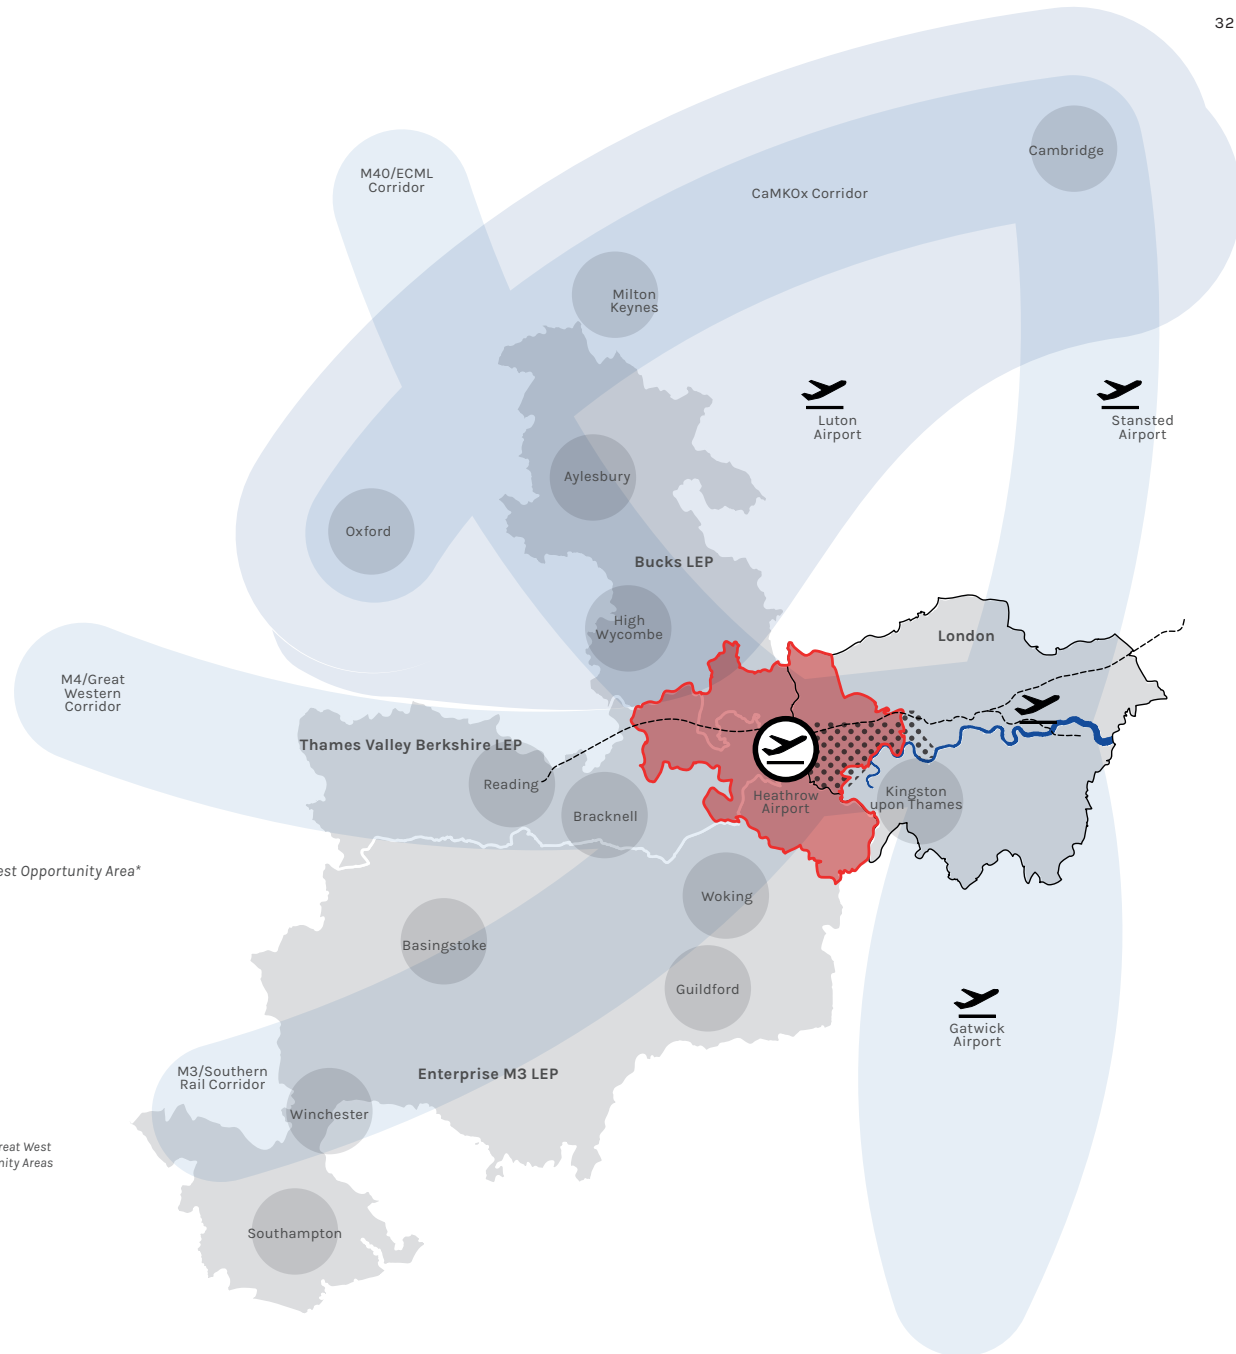 32
Cambridge
M40/ECML
Corridor
CaMKOx Corridor
Milton
Keynes
Luton
Airport
Stansted
Airport
Aylesbury
Oxford
Bucks LEP
High
Wycombe
London
M4/Great
Western
Corridor
Thames Valley Berkshire LEP
Reading
Bracknell
Heathrow
Airport
Kingston
upon Thames
est Opportunity Area*
Woking
Basingstoke
Guildford
Gatwick
Airport
M3/Southern
Rail Corridor
Enterprise M3 LEP
Winchester
reat West
nity Areas
Southampton